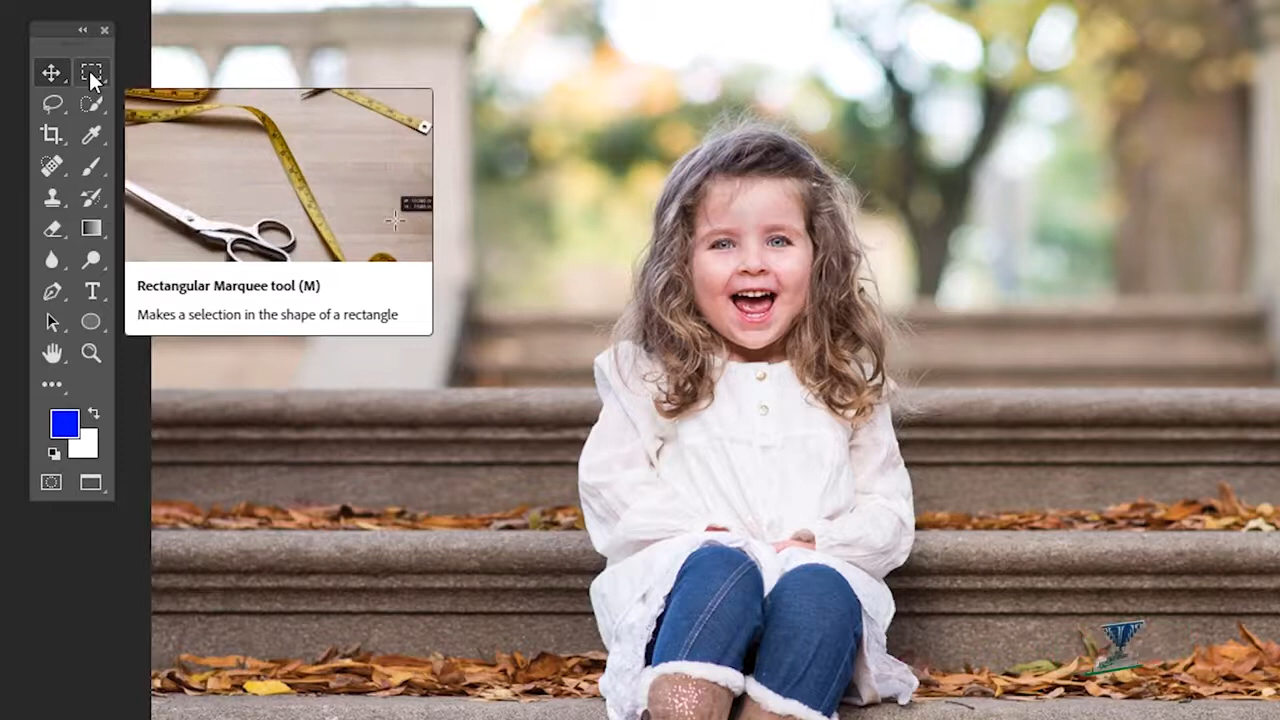 Rectangular Marquee tool (M)
Makes a selection in the shape of a rectangle